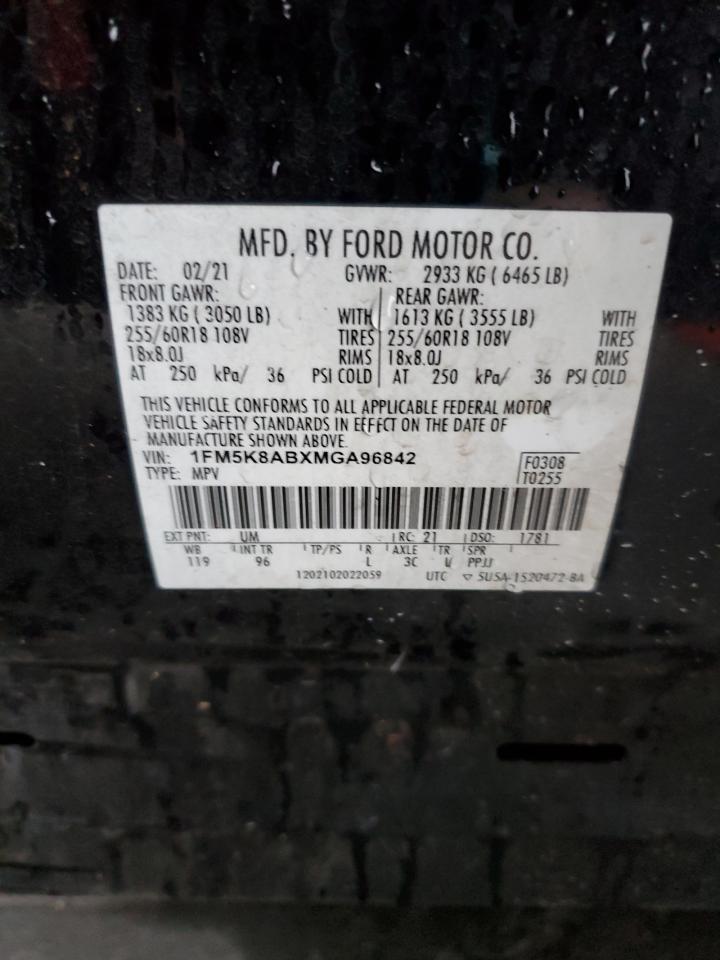 MFD. BY FORD MOTOR CO.
DATE: 02/21 GVWR: 2933 KG ( 6465 LB)
FRONT GAWR: REAR GAWR:
1383 KG ( 3050 LB) WITH 1613 KG ( 3555 LB) WITH
255/60R18 108V TIRES 255/60R18 108V TIRES
18x8.0J RIMS 18x8.0J RIMS
AT 250 kPa/ 36 PSI COLD AT 250 kPa/ 36 PSI COLD
THIS VEHICLE CONFORMS TO ALL APPLICABLE FEDERAL MOTOR
VEHICLE SAFETY STANDARDS IN EFFECT ON THE DATE OF
MANUFACTURE SHOWN ABOVE.
VIN: 1FM5K8ABXMGA96842 F0308
TYPE: MPV T0255
EXT PNT: UM RC: 21 DSO: 1781
WB INT TR TP/PS R AXLE TR SPR
119 96 L 3C U PPJJ
1202102022059 UTC ▽ 5U5A-1520472-BA